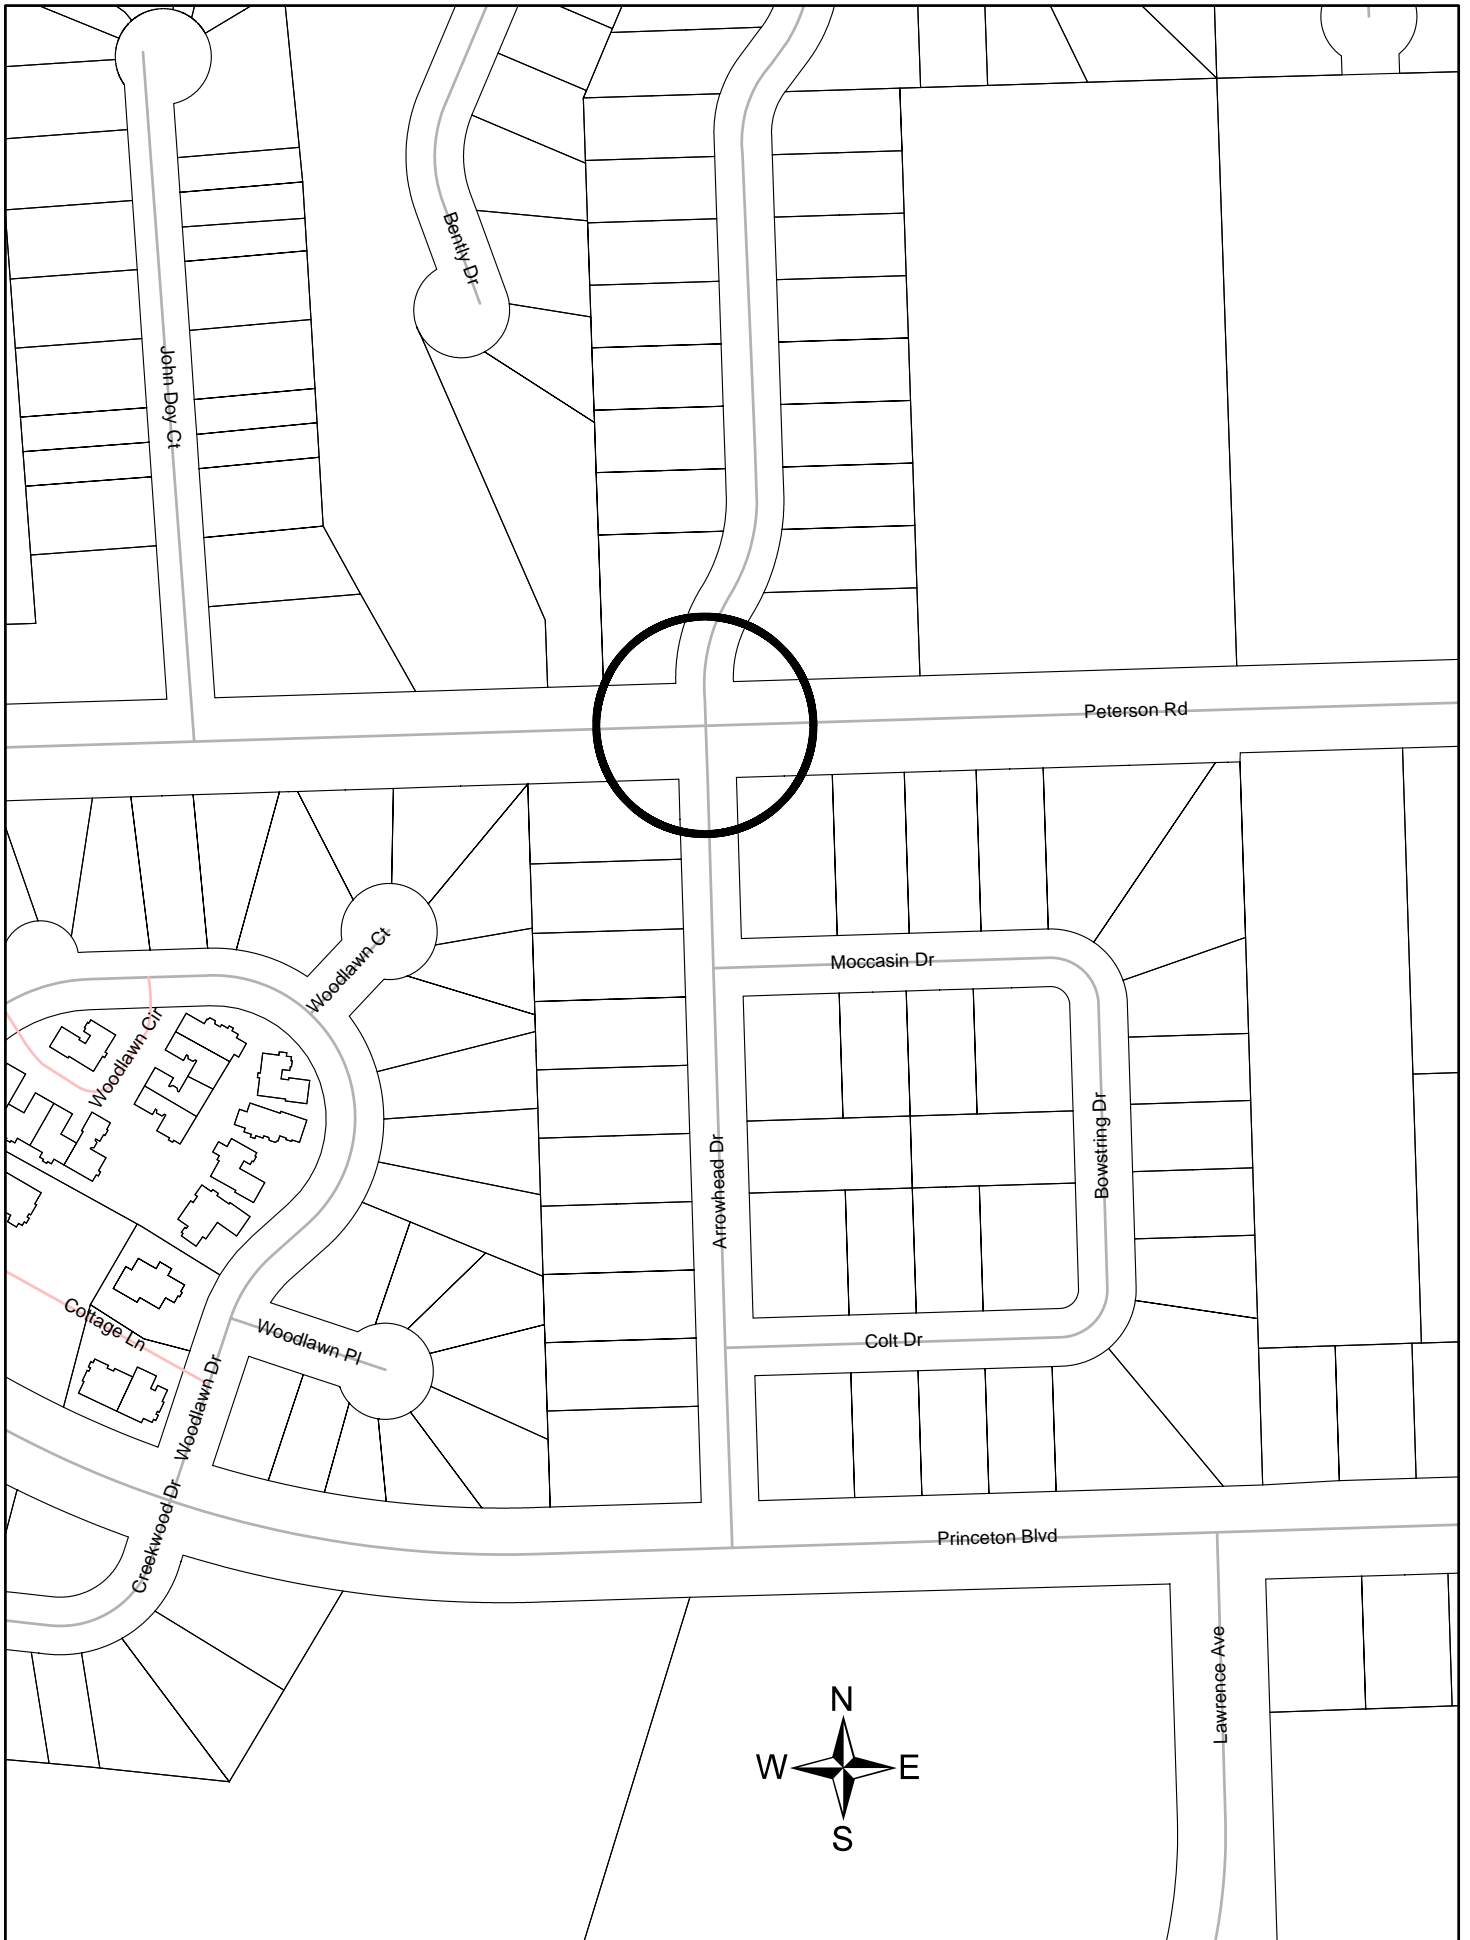 Bently Dr
John Doy Ct
Peterson Rd
Woodlawn Ct
Moccasin Dr
Woodlawn Cir
Bowstring Dr
Arrowhead Dr
Cottage Ln
Woodlawn Pl
Colt Dr
Woodlawn Dr
Creekwood Dr
Princeton Blvd
Lawrence Ave
N
W E
S